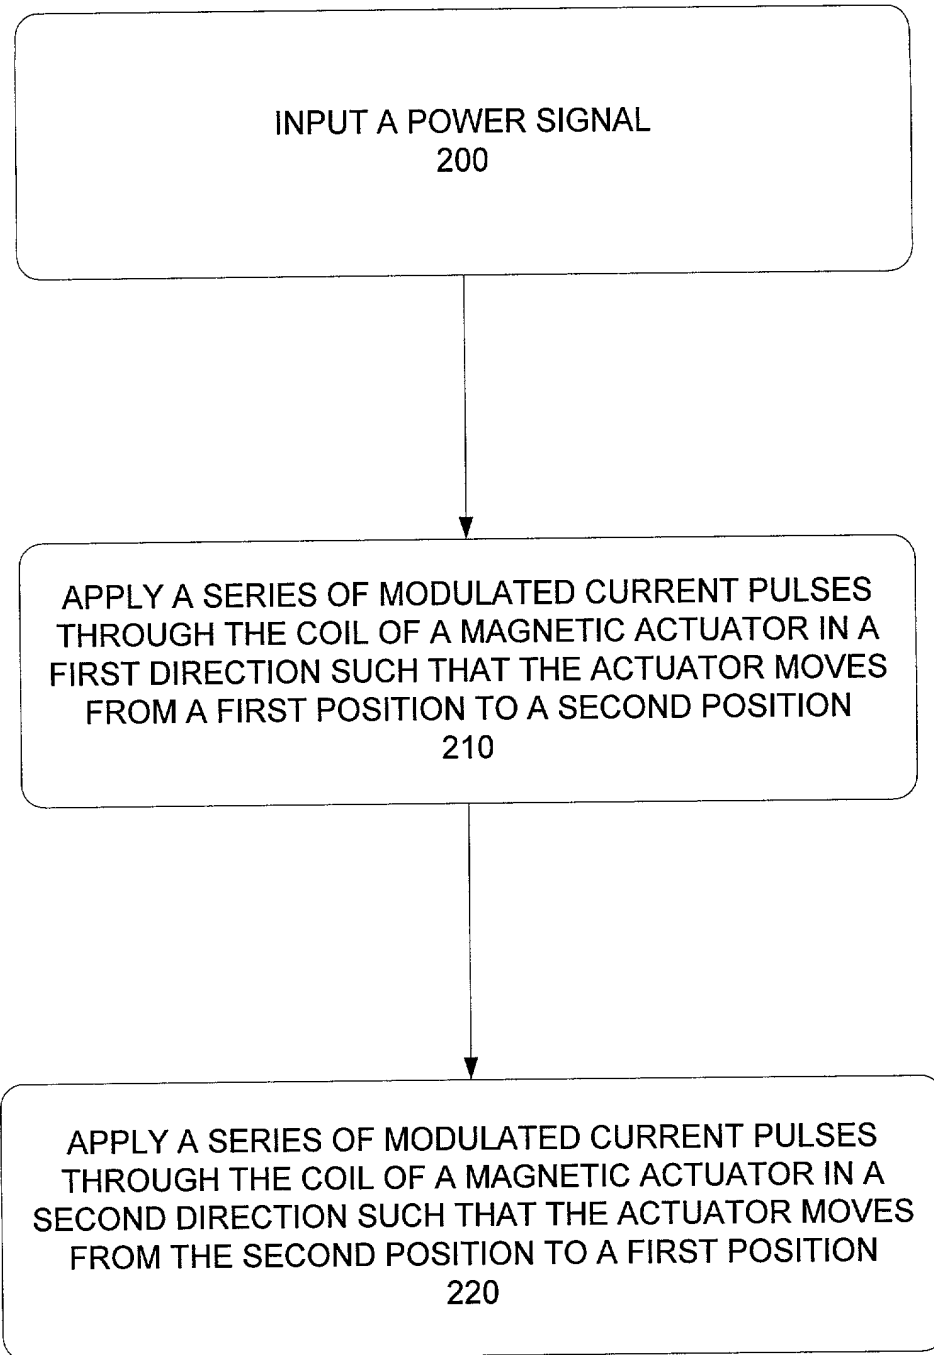 INPUT A POWER SIGNAL
200
APPLY A SERIES OF MODULATED CURRENT PULSES
THROUGH THE COIL OF A MAGNETIC ACTUATOR IN A
FIRST DIRECTION SUCH THAT THE ACTUATOR MOVES
FROM A FIRST POSITION TO A SECOND POSITION
210
APPLY A SERIES OF MODULATED CURRENT PULSES
THROUGH THE COIL OF A MAGNETIC ACTUATOR IN A
SECOND DIRECTION SUCH THAT THE ACTUATOR MOVES
FROM THE SECOND POSITION TO A FIRST POSITION
220